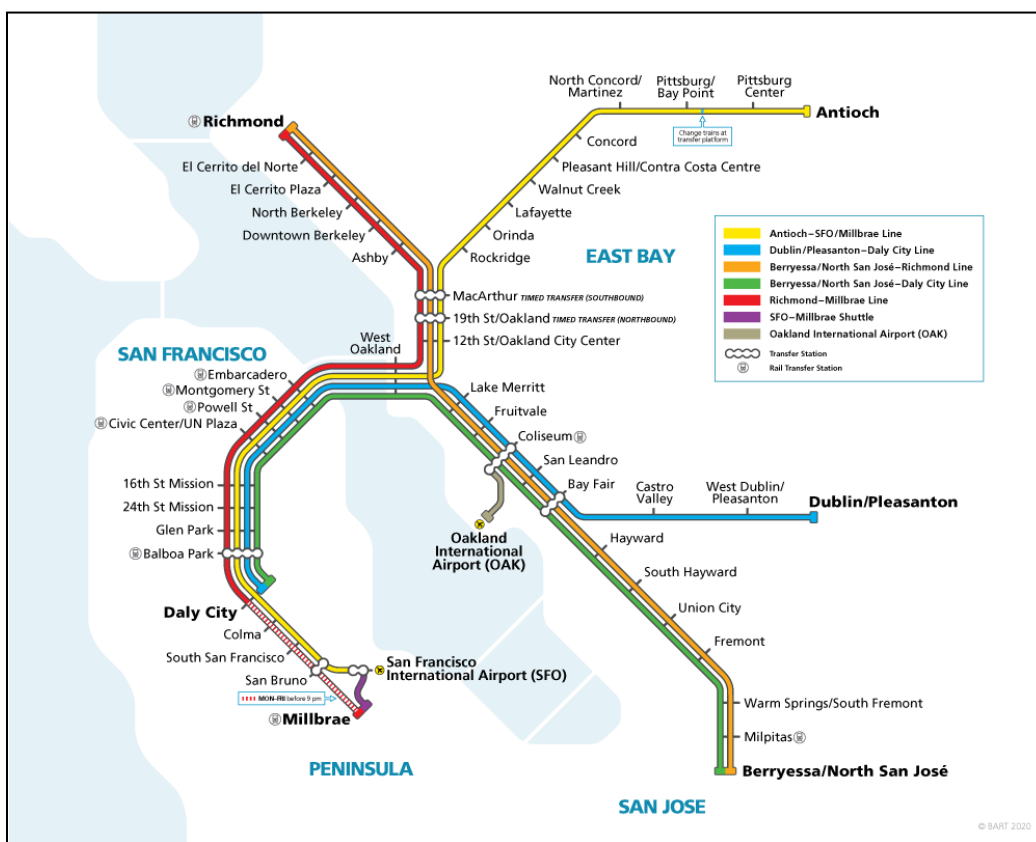 North Concord/
Martinez
Pittsburg/
Bay Point
Pittsburg
Center
Antioch
Change trains at
transfer platform
Richmond
El Cerrito del Norte
El Cerrito Plaza
North Berkeley
Downtown Berkeley
Ashby
Concord
Pleasant Hill/Contra Costa Centre
Walnut Creek
Lafayette
Orinda
Rockridge
EAST BAY
Antioch–SFO/Millbrae Line
Dublin/Pleasanton–Daly City Line
Berryessa/North San José–Richmond Line
Berryessa/North San José–Daly City Line
Richmond–Millbrae Line
SFO–Millbrae Shuttle
Oakland International Airport (OAK)
Transfer Station
Rail Transfer Station
MacArthur TIMED TRANSFER (SOUTHBOUND)
19th St/Oakland TIMED TRANSFER (NORTHBOUND)
12th St/Oakland City Center
West
Oakland
SAN FRANCISCO
Embarcadero
Montgomery St
Powell St
Civic Center/UN Plaza
16th St Mission
24th St Mission
Glen Park
Balboa Park
Daly City
Colma
South San Francisco
San Bruno
MON-FRI before 9 pm
Millbrae
San Francisco
International Airport (SFO)
PENINSULA
Lake Merritt
Fruitvale
Coliseum
San Leandro
Bay Fair
Oakland
International
Airport (OAK)
Castro
Valley
West Dublin/
Pleasanton
Dublin/Pleasanton
Hayward
South Hayward
Union City
Fremont
Warm Springs/South Fremont
Milpitas
Berryessa/North San José
SAN JOSE
© BART 2020